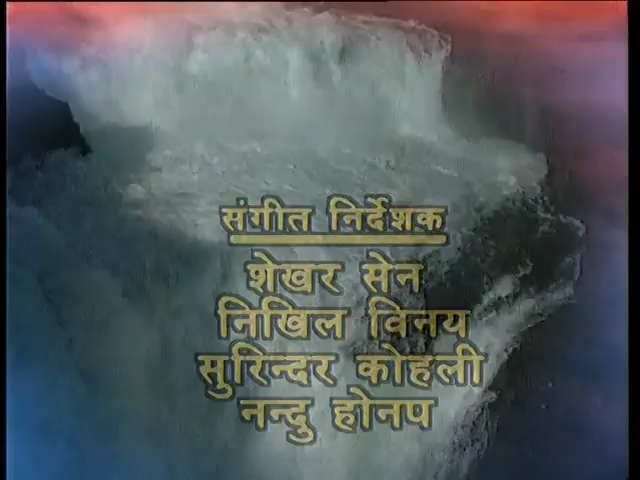 संगीत निर्देशक
शेखर सेन
निखिल विनय
सुरिन्दर कोहली
नन्दु होनप